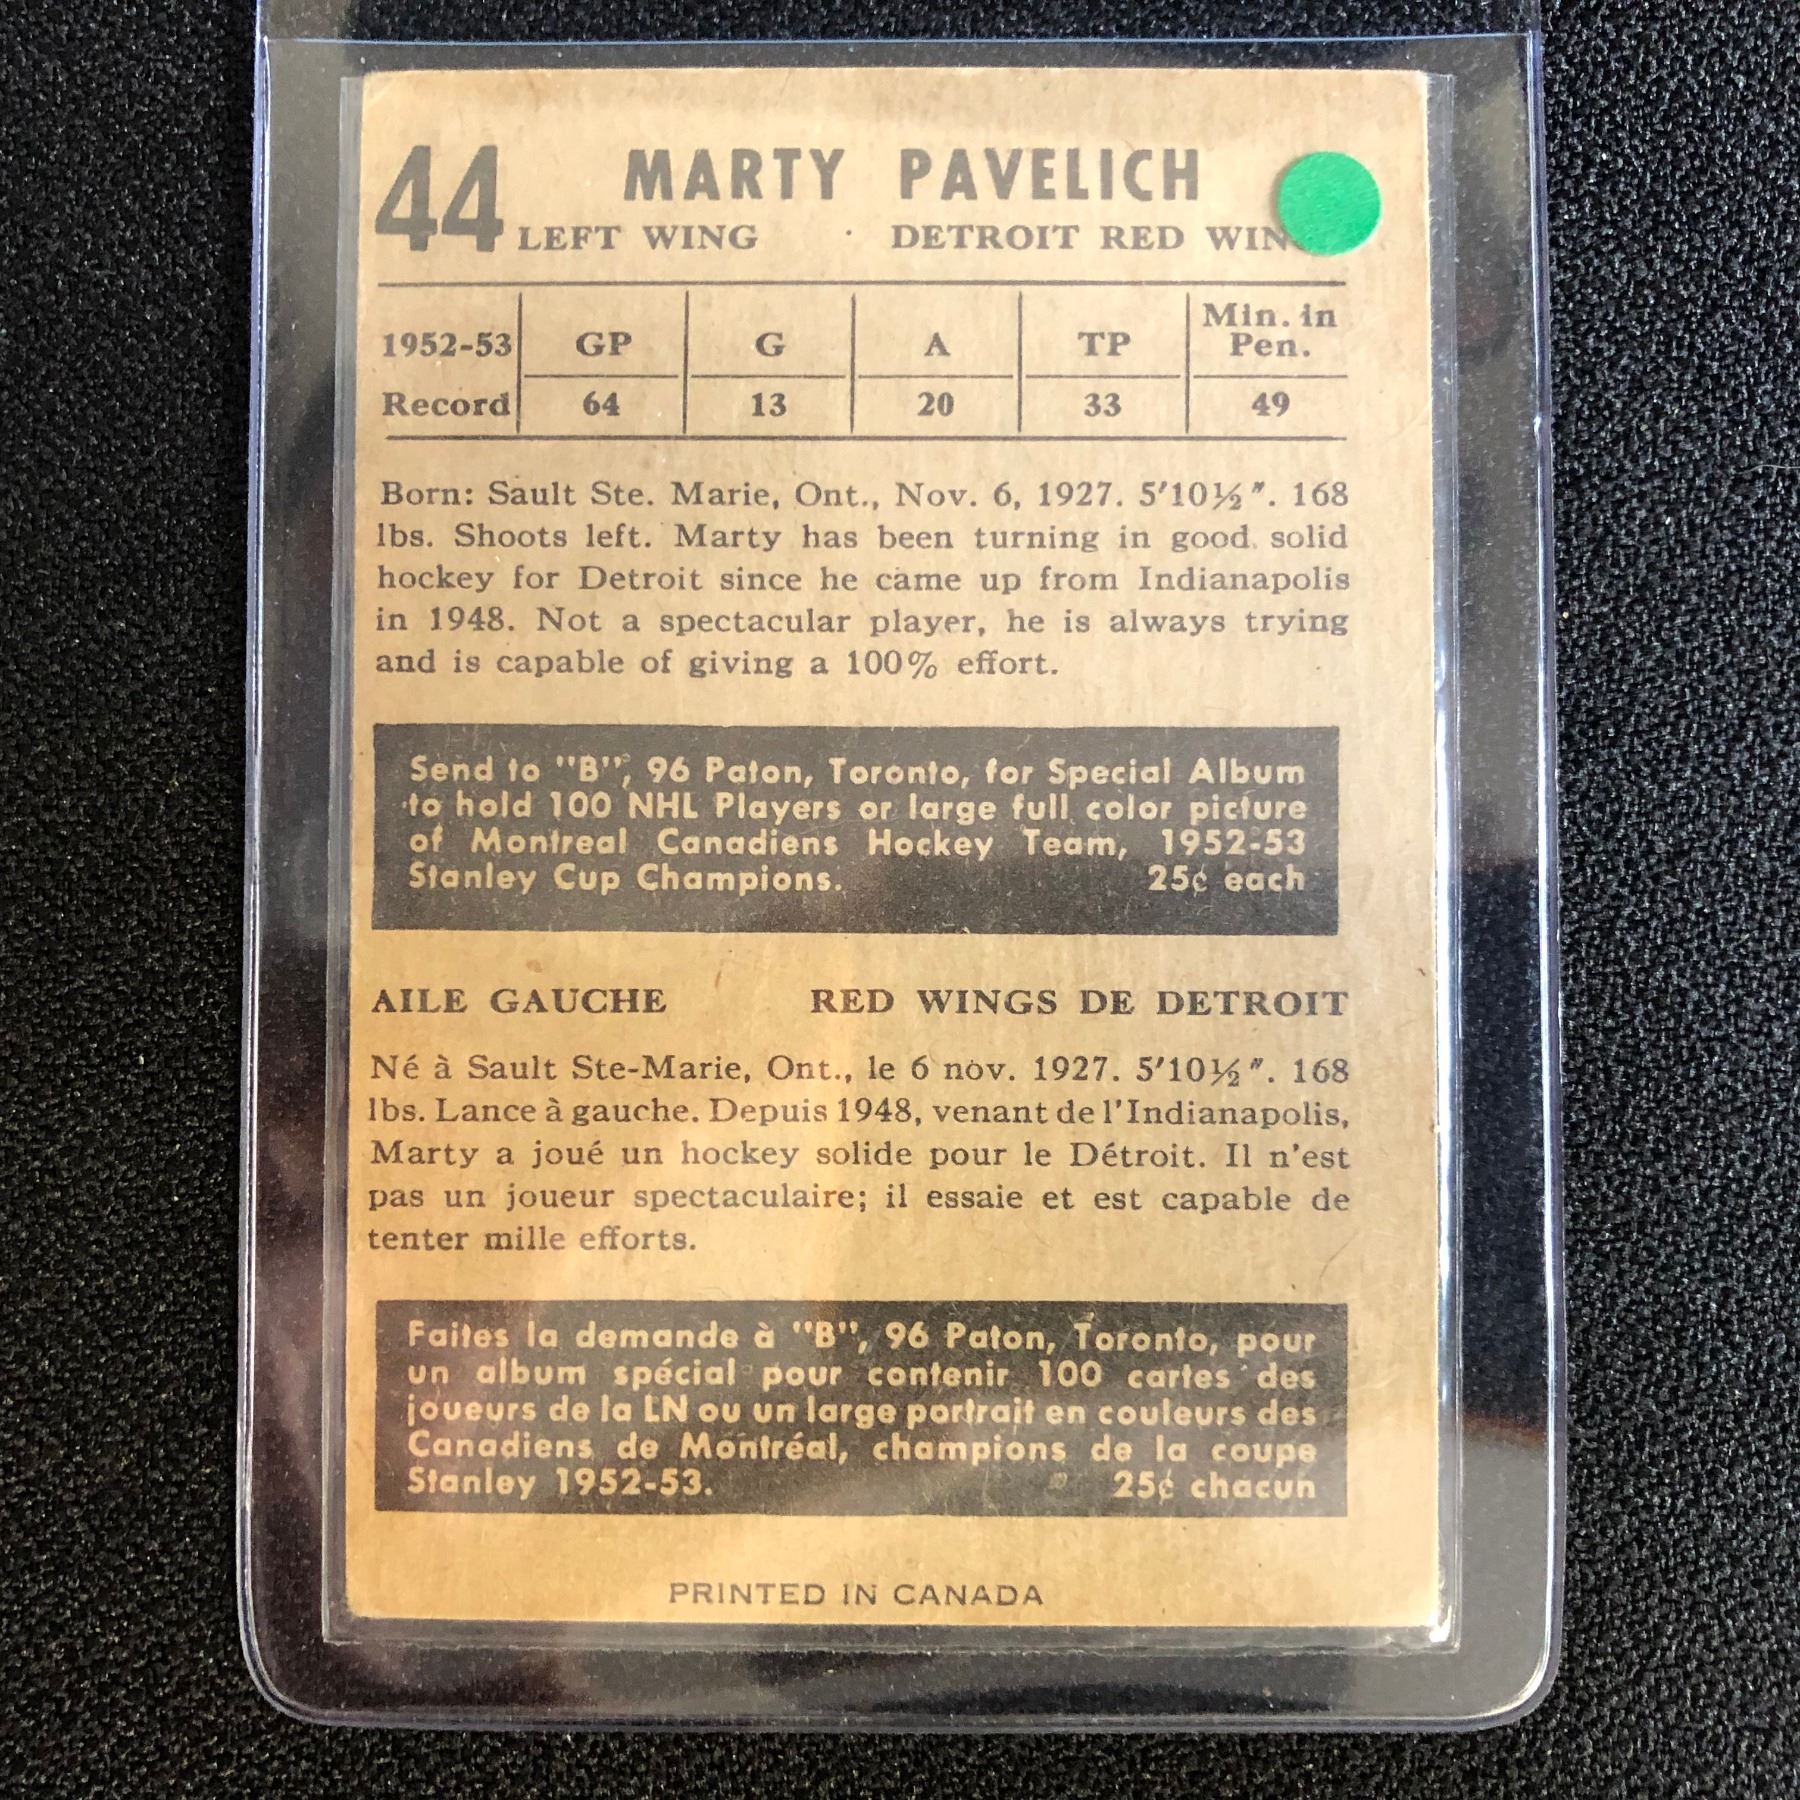 44 MARTY PAVELICH
LEFT WING · DETROIT RED WIN
Min. in
1952-53 GP G A TP Pen.
Record 64 13 20 33 49
Born: Sault Ste. Marie, Ont., Nov. 6, 1927. 5'10½". 168
lbs. Shoots left. Marty has been turning in good solid
hockey for Detroit since he came up from Indianapolis
in 1948. Not a spectacular player, he is always trying
and is capable of giving a 100% effort.
Send to "B", 96 Paton, Toronto, for Special Album
to hold 100 NHL Players or large full color picture
of Montreal Canadiens Hockey Team, 1952-53
Stanley Cup Champions. 25¢ each
AILE GAUCHE RED WINGS DE DETROIT
Né à Sault Ste-Marie, Ont., le 6 nov. 1927. 5'10½". 168
lbs. Lance à gauche. Depuis 1948, venant de l'Indianapolis,
Marty a joué un hockey solide pour le Détroit. Il n'est
pas un joueur spectaculaire; il essaie et est capable de
tenter mille efforts.
Faites la demande à "B", 96 Paton, Toronto, pour
un album spécial pour contenir 100 cartes des
joueurs de la LN ou un large portrait en couleurs des
Canadiens de Montréal, champions de la coupe
Stanley 1952-53. 25¢ chacun
PRINTED IN CANADA